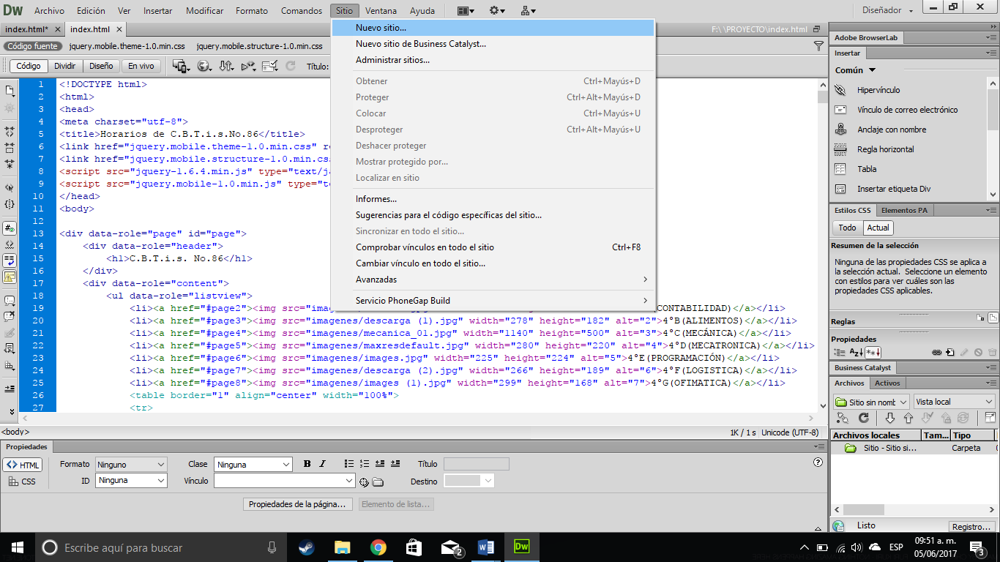 Dw Archivo Edición Ver Insertar Modificar Formato Comandos Sitio Ventana Ayuda Diseñador
index.html* index.html F:\ \PROYECTO\index.html
Código fuente jquery.mobile.theme-1.0.min.css jquery.mobile.structure-1.0.min.css
Código Dividir Diseño En vivo Título:
Nuevo sitio...
Nuevo sitio de Business Catalyst...
Administrar sitios...
Obtener Ctrl+Mayús+D
Proteger Ctrl+Alt+Mayús+D
Colocar Ctrl+Mayús+U
Desproteger Ctrl+Alt+Mayús+U
Deshacer proteger
Mostrar protegido por...
Localizar en sitio
Informes...
Sugerencias para el código específicas del sitio...
Sincronizar en todo el sitio...
Comprobar vínculos en todo el sitio Ctrl+F8
Cambiar vínculo en todo el sitio...
Avanzadas
Servicio PhoneGap Build
1 <!DOCTYPE html>
2 <html>
3 <head>
4 <meta charset="utf-8">
5 <title>Horarios de C.B.T.i.s.No.86</title>
6 <link href="jquery.mobile.theme-1.0.min.css" re
7 <link href="jquery.mobile.structure-1.0.min.css
8 <script src="jquery-1.6.4.min.js" type="text/ja
9 <script src="jquery.mobile-1.0.min.js" type="te
10 </head>
11 <body>
12
13 <div data-role="page" id="page">
14 <div data-role="header">
15 <h1>C.B.T.i.s. No.86</h1>
16 </div>
17 <div data-role="content">
18 <ul data-role="listview">
19 <li><a href="#page2"><img src="imagenes/ CONTABILIDAD)</a></li>
20 <li><a href="#page3"><img src="imagenes/descarga (1).jpg" width="278" height="182" alt="2">4°B(ALIMENTOS)</a></li>
21 <li><a href="#page4"><img src="imagenes/mecanica_01.jpg" width="1140" height="500" alt="3">4°C(MECÁNICA)</a></li>
22 <li><a href="#page5"><img src="imagenes/maxresdefault.jpg" width="280" height="220" alt="4">4°D(MECATRONICA)</a></li>
23 <li><a href="#page6"><img src="imagenes/images.jpg" width="225" height="224" alt="5">4°E(PROGRAMACIÓN)</a></li>
24 <li><a href="#page7"><img src="imagenes/descarga (2).jpg" width="266" height="189" alt="6">4°F(LOGISTICA)</a></li>
25 <li><a href="#page8"><img src="imagenes/images (1).jpg" width="299" height="168" alt="7">4°G(OFIMATICA)</a></li>
26 <table border="1" align="center" width="100%">
27 <tr>
<body> 1K / 1 s Unicode (UTF-8)
Adobe BrowserLab
Insertar
Común
Hipervínculo
Vínculo de correo electrónico
Anclaje con nombre
Regla horizontal
Tabla
Insertar etiqueta Div
Estilos CSS Elementos PA
Todo Actual
Resumen de la selección
Ninguna de las propiedades CSS se aplica a
la selección actual. Seleccione un elemento
con estilos para ver cuáles son las
propiedades CSS aplicables.
Reglas
Propiedades
Az
Business Catalyst
Archivos Activos
Sitio sin nomb Vista local
Archivos locales Tam... Tipo
Sitio - Sitio si... Carpeta
Listo Registro...
Propiedades
<> HTML Formato Ninguno Clase Ninguna B I Título
CSS ID Ninguna Vínculo Destino
Propiedades de la página... Elemento de lista...
Escribe aquí para buscar 2 Dw ESP 09:51 a. m.
05/06/2017 3